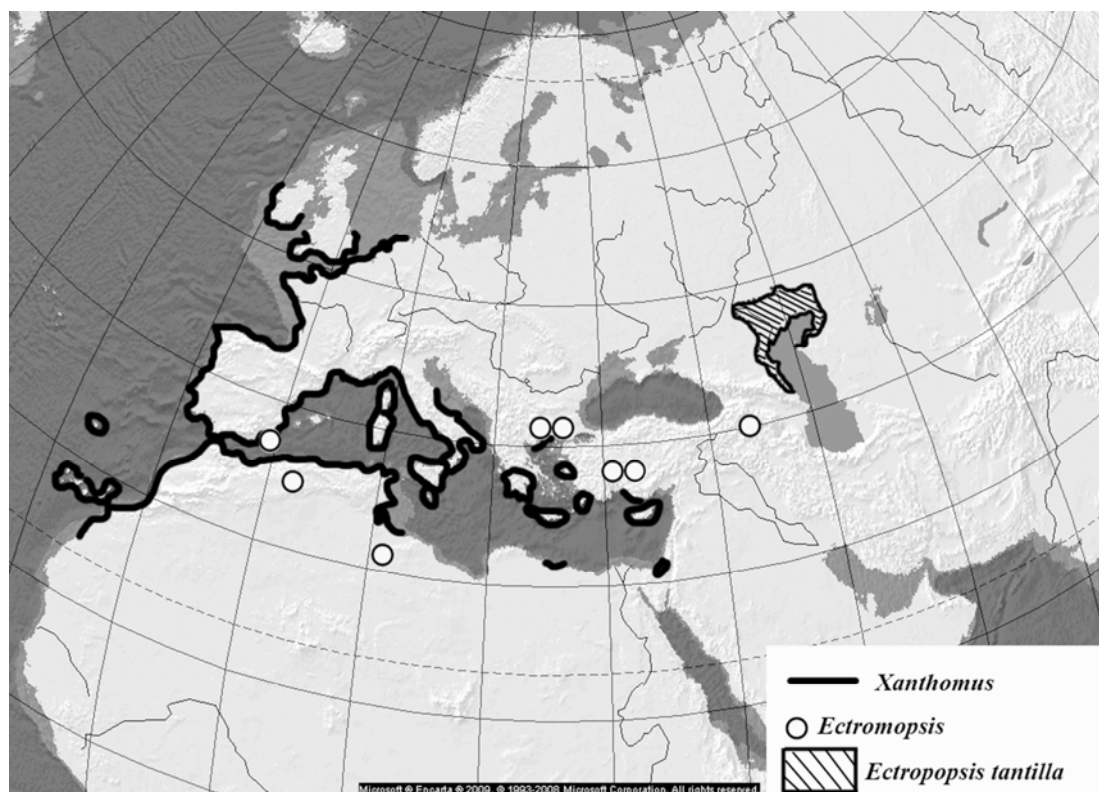 Xanthomus
Ectromopsis
Ectropopsis tantilla
Microsoft ® Encarta ® 2009. © 1993-2008 Microsoft Corporation. All rights reserved.